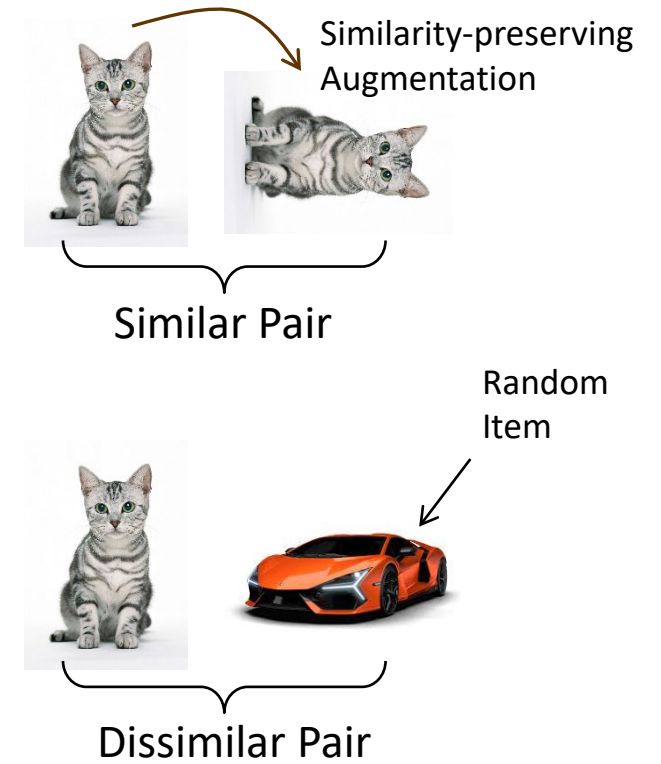 Similarity-preserving
Augmentation
Similar Pair
Random
Item
Dissimilar Pair